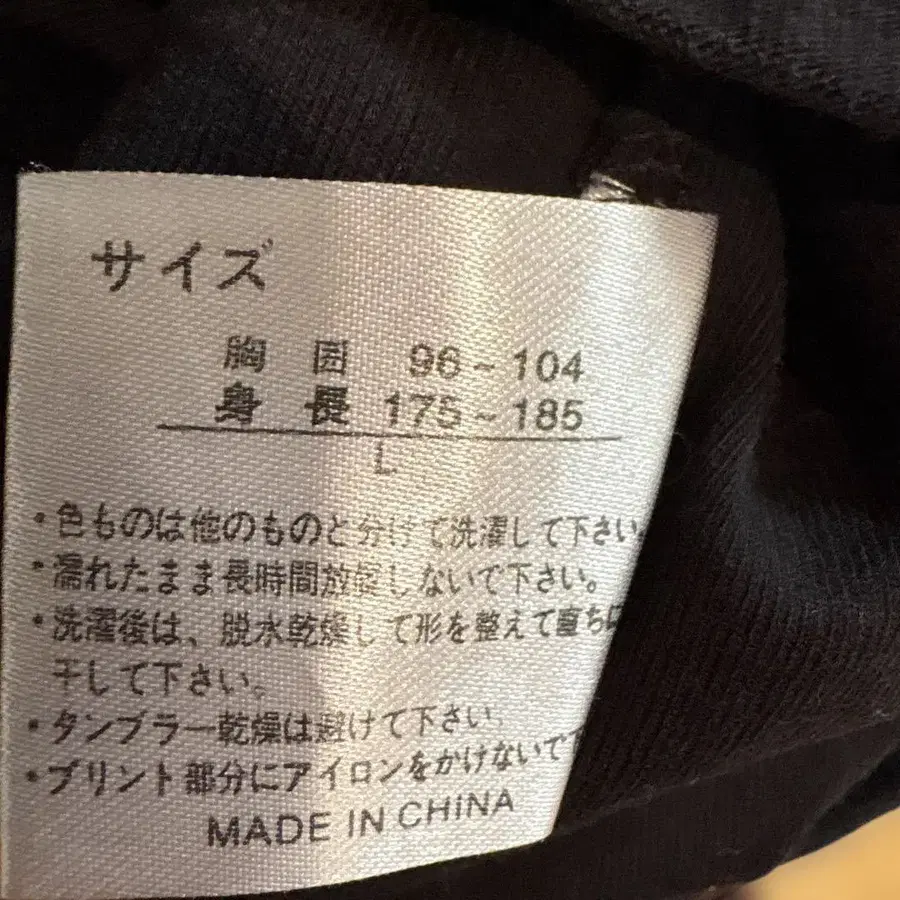 サイズ
胸 囲 96~104
身 長 175~185
L
・色ものは他のものと分けて洗濯して下さい
・濡れたまま長時間放置しないで下さい。
・洗濯後は、脱水乾燥して形を整えて直ちに
干して下さい。
・タンブラー乾燥は避けて下さい。
・プリント部分にアイロンをかけないで下
MADE IN CHINA